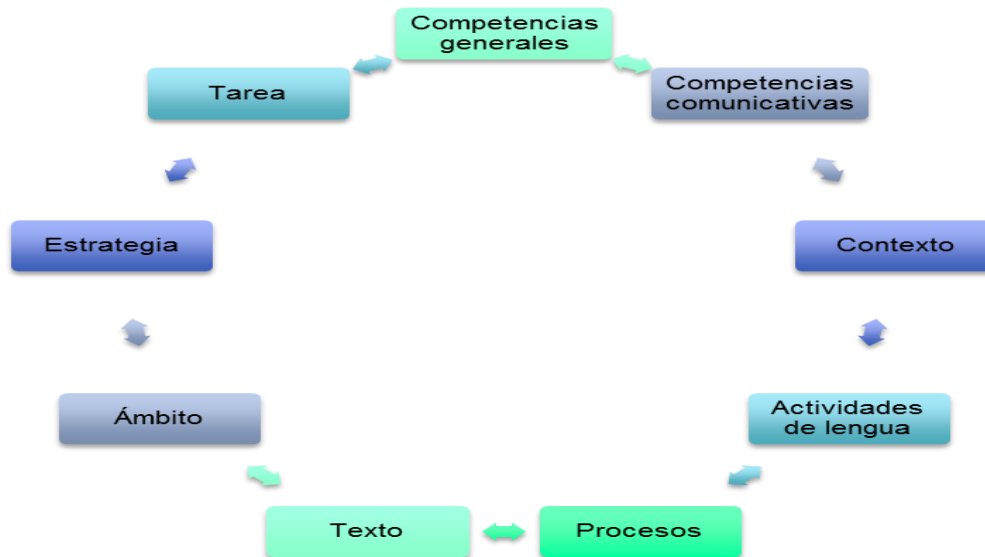 Competencias
generales
Tarea
Competencias
comunicativas
Estrategia
Contexto
Ámbito
Actividades
de lengua
Texto
Procesos